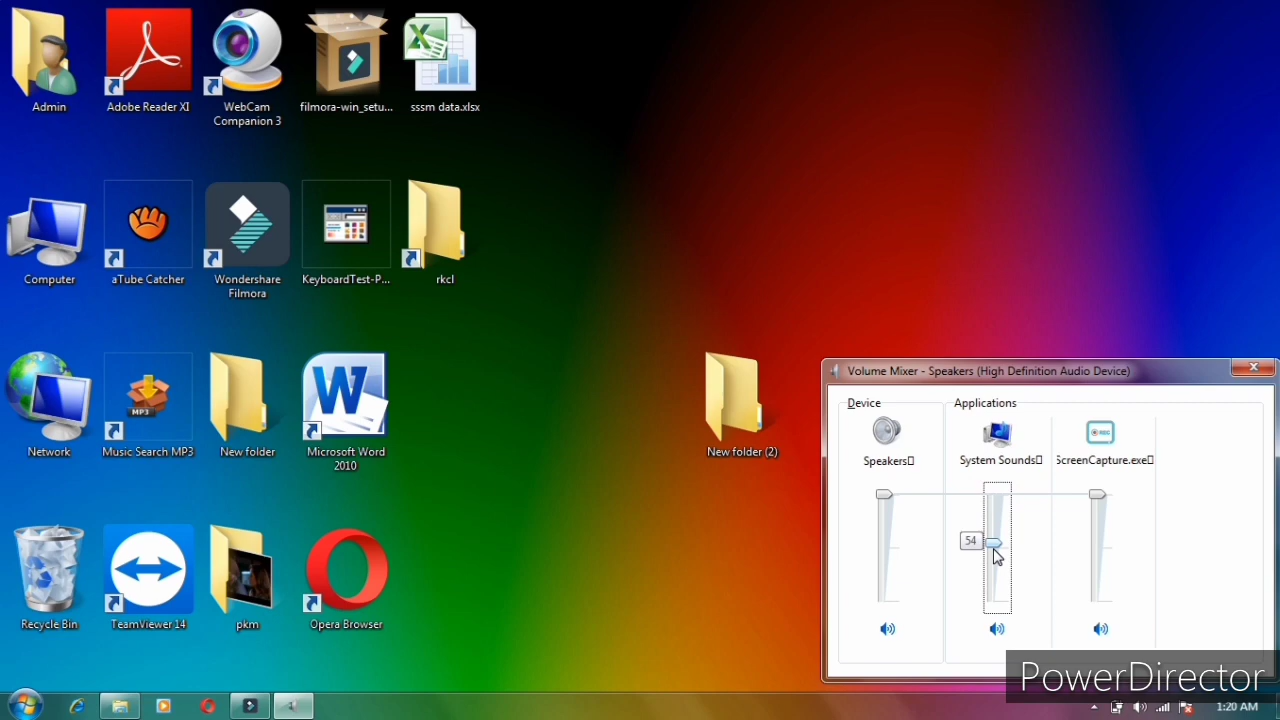 Admin
Adobe Reader XI
WebCam
Companion 3
filmora-win_setu...
sssm data.xlsx
Computer
aTube Catcher
Wondershare
Filmora
KeyboardTest-P...
rkcl
Network
MP3
Music Search MP3
New folder
Microsoft Word
2010
New folder (2)
Recycle Bin
TeamViewer 14
pkm
Opera Browser
Volume Mixer - Speakers (High Definition Audio Device)
Device
Applications
REC
Speakers
System Sounds
ScreenCapture.exe
54
PowerDirector
1:20 AM